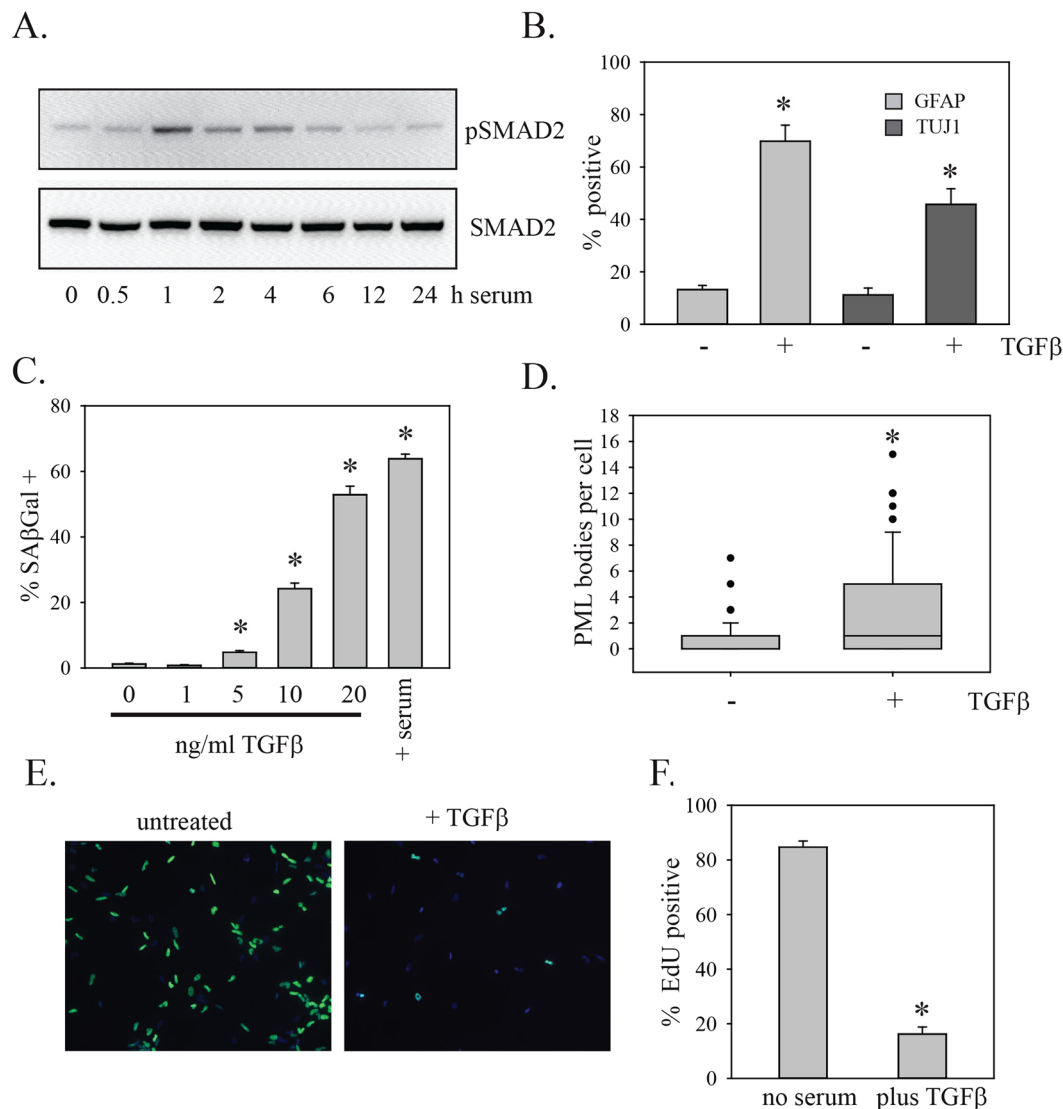 A.
pSMAD2
SMAD2
0 0.5 1 2 4 6 12 24 h serum
B.
100
80
60
40
20
0
% positive
GFAP
TUJ1
*
*
- + - + TGFβ
C.
80
60
40
20
0
% SAβGal +
*
*
*
*
0 1 5 10 20 + serum
ng/ml TGFβ
D.
18
16
14
12
10
8
6
4
2
0
PML bodies per cell
*
- + TGFβ
E.
untreated + TGFβ
F.
100
80
60
40
20
0
% EdU positive
*
no serum plus TGFβ